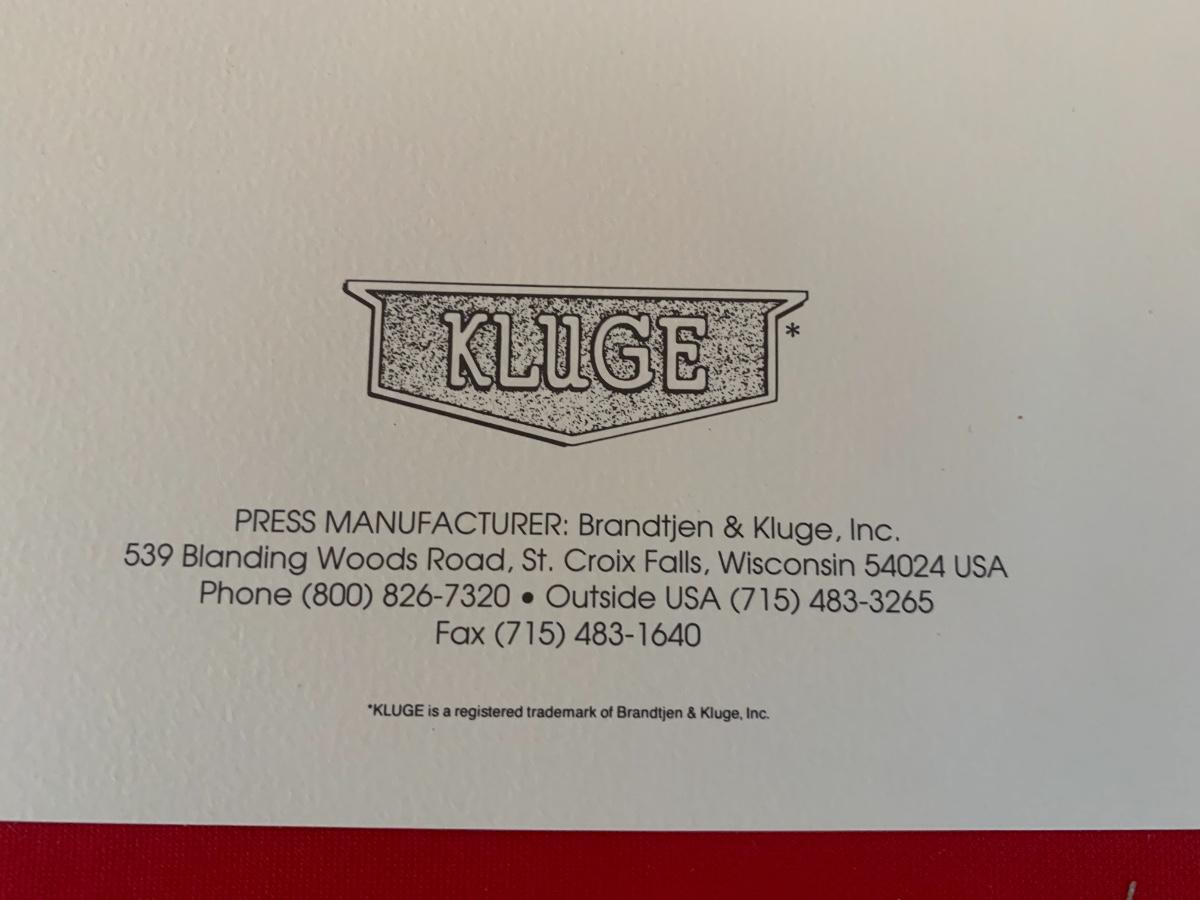 KLUGE*
PRESS MANUFACTURER: Brandtjen & Kluge, Inc.
539 Blanding Woods Road, St. Croix Falls, Wisconsin 54024 USA
Phone (800) 826-7320 • Outside USA (715) 483-3265
Fax (715) 483-1640
*KLUGE is a registered trademark of Brandtjen & Kluge, Inc.